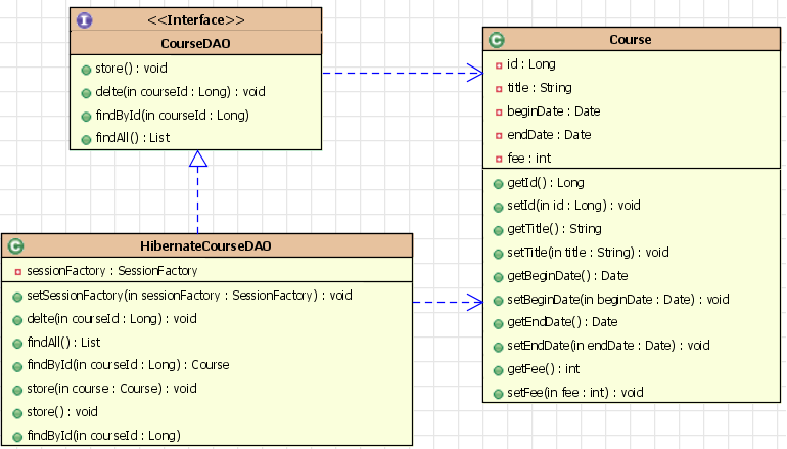 I
<<Interface>>
CourseDAO
store() : void
delte(in courseId : Long) : void
findById(in courseId : Long)
findAll() : List
C
HibernateCourseDAO
sessionFactory : SessionFactory
setSessionFactory(in sessionFactory : SessionFactory) : void
delte(in courseId : Long) : void
findAll() : List
findById(in courseId : Long) : Course
store(in course : Course) : void
store() : void
findById(in courseId : Long)
C
Course
id : Long
title : String
beginDate : Date
endDate : Date
fee : int
getId() : Long
setId(in id : Long) : void
getTitle() : String
setTitle(in title : String) : void
getBeginDate() : Date
setBeginDate(in beginDate : Date) : void
getEndDate() : Date
setEndDate(in endDate : Date) : void
getFee() : int
setFee(in fee : int) : void